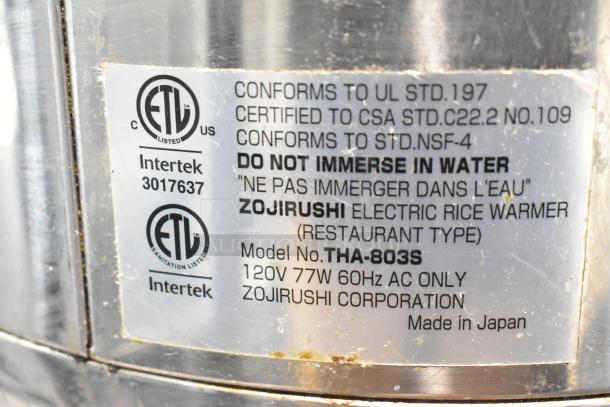 CONFORMS TO UL STD.197
CERTIFIED TO CSA STD.C22.2 NO.109
CONFORMS TO STD.NSF-4
DO NOT IMMERSE IN WATER
"NE PAS IMMERGER DANS L'EAU"
ZOJIRUSHI ELECTRIC RICE WARMER
(RESTAURANT TYPE)
Model No.THA-803S
120V 77W 60Hz AC ONLY
ZOJIRUSHI CORPORATION
Made in Japan
ETL
LISTED
C US
Intertek
3017637
ETL
SANITATION LISTED
Intertek